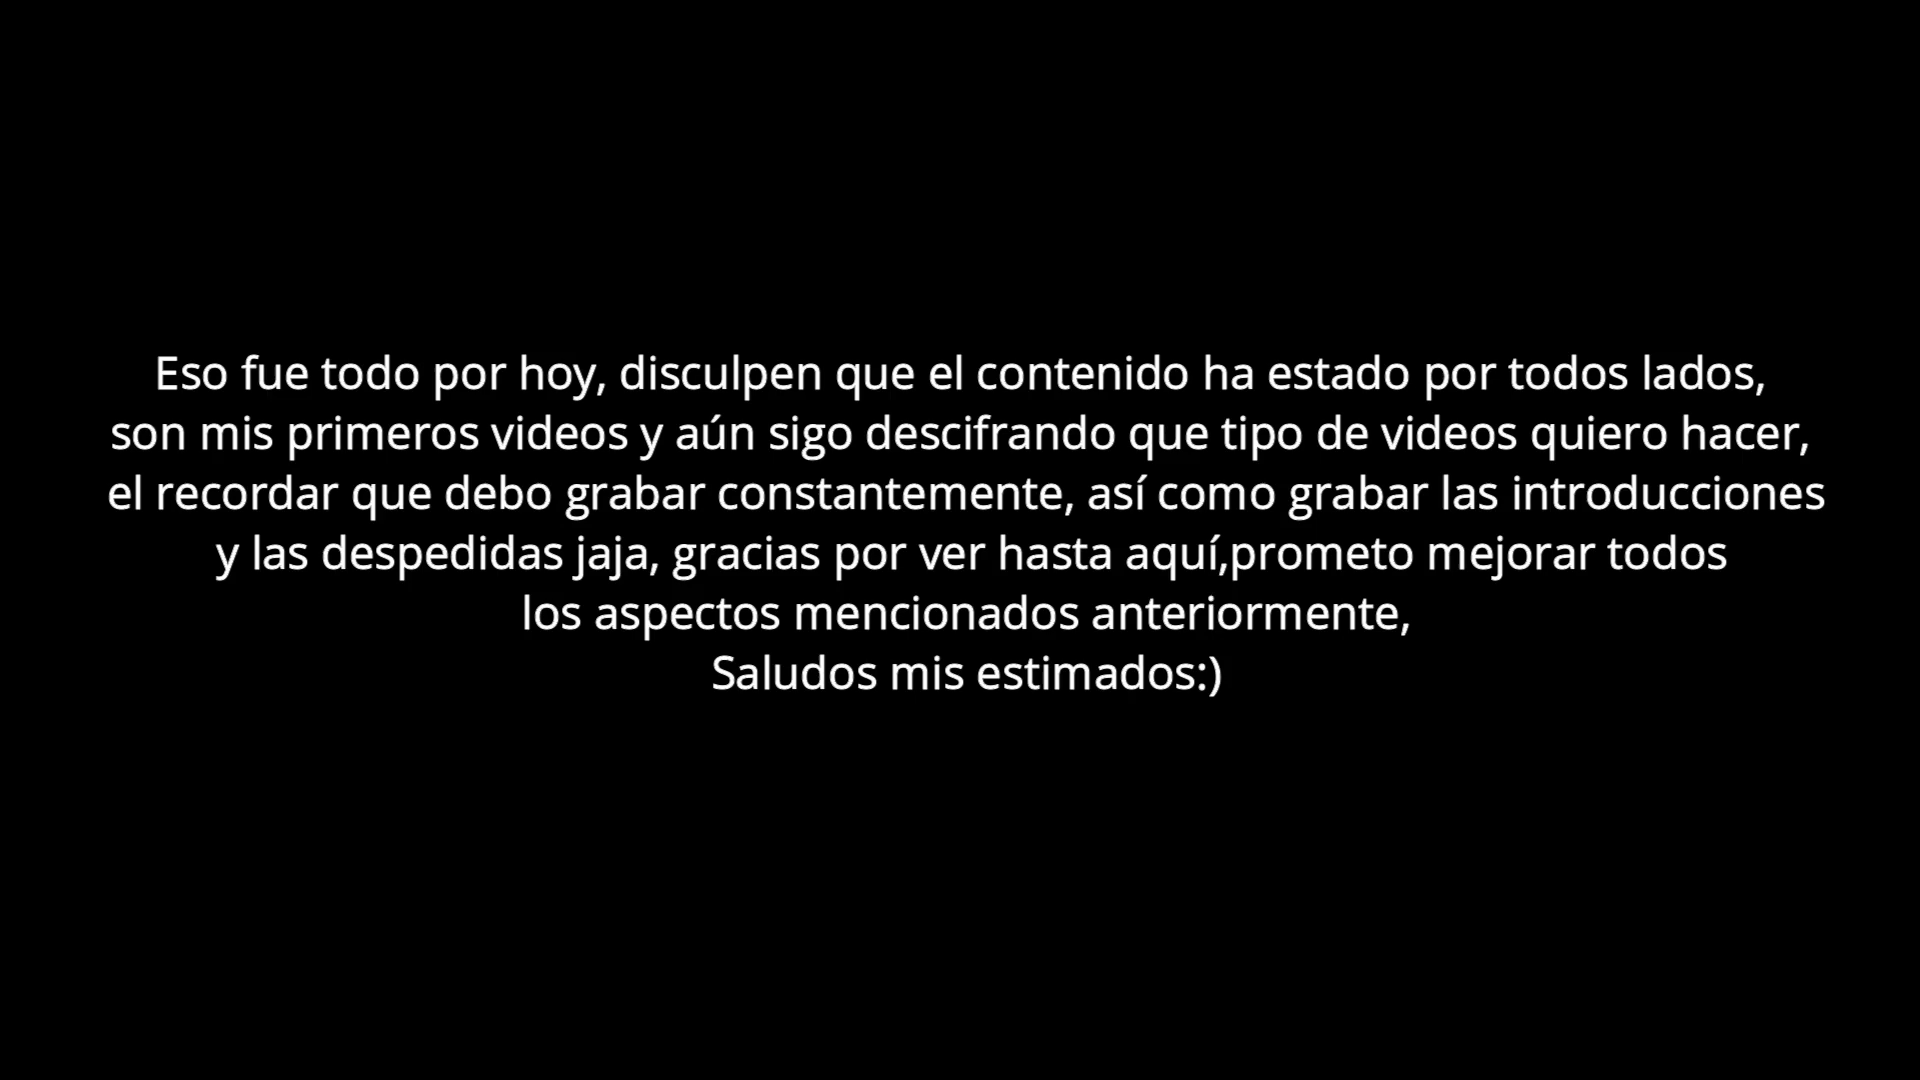 Eso fue todo por hoy, disculpen que el contenido ha estado por todos lados,
son mis primeros videos y aún sigo descifrando que tipo de videos quiero hacer,
el recordar que debo grabar constantemente, así como grabar las introducciones
y las despedidas jaja, gracias por ver hasta aquí,prometo mejorar todos
los aspectos mencionados anteriormente,
Saludos mis estimados:)